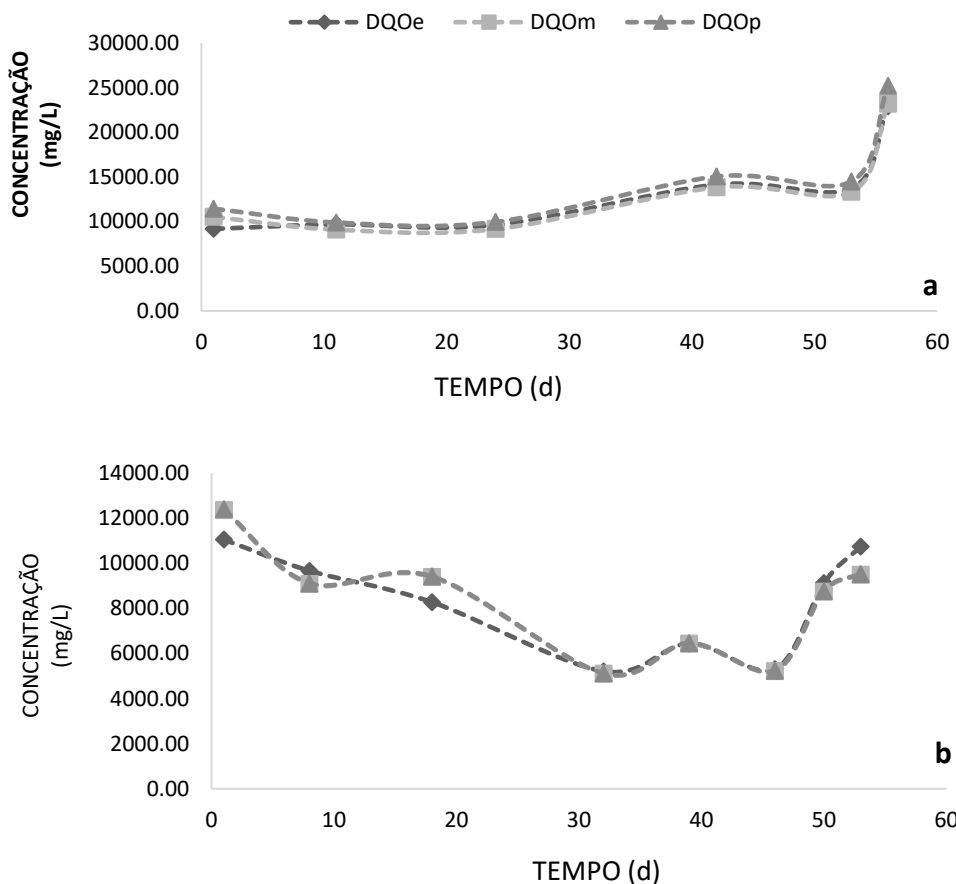 DQOe DQOm DQOp
CONCENTRAÇÃO
(mg/L)
30000.00
25000.00
20000.00
15000.00
10000.00
5000.00
0.00
a
0 10 20 30 40 50 60
TEMPO (d)
CONCENTRAÇÃO
(mg/L)
14000.00
12000.00
10000.00
8000.00
6000.00
4000.00
2000.00
0.00
b
0 10 20 30 40 50 60
TEMPO (d)